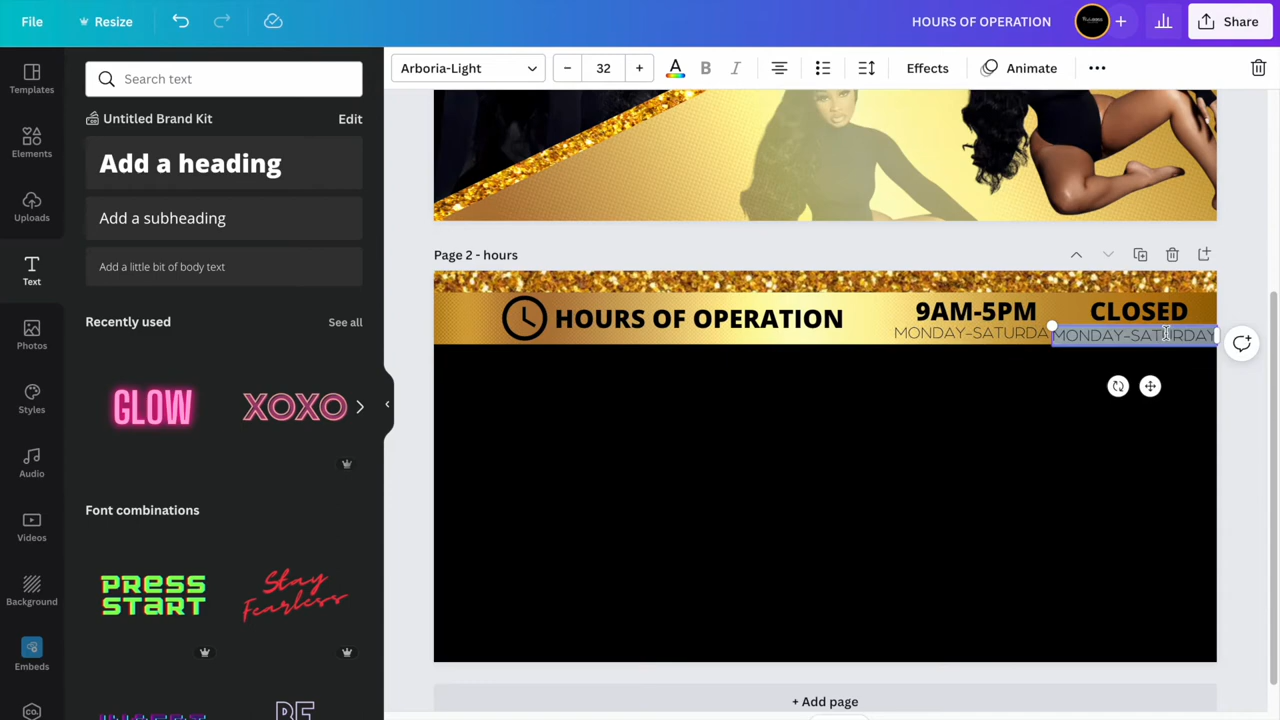 File
Resize
HOURS OF OPERATION
Share
Templates
Elements
Uploads
Text
Photos
Styles
Audio
Videos
Background
Embeds
Search text
Untitled Brand Kit
Edit
Add a heading
Add a subheading
Add a little bit of body text
Recently used
See all
GLOW
XOXO
Font combinations
PRESS
START
Stay
Fearless
Arboria-Light
32
A
B
I
Effects
Animate
Page 2 - hours
HOURS OF OPERATION
9AM-5PM
MONDAY-SATURDA
CLOSED
MONDAY-SATURDAY
+ Add page